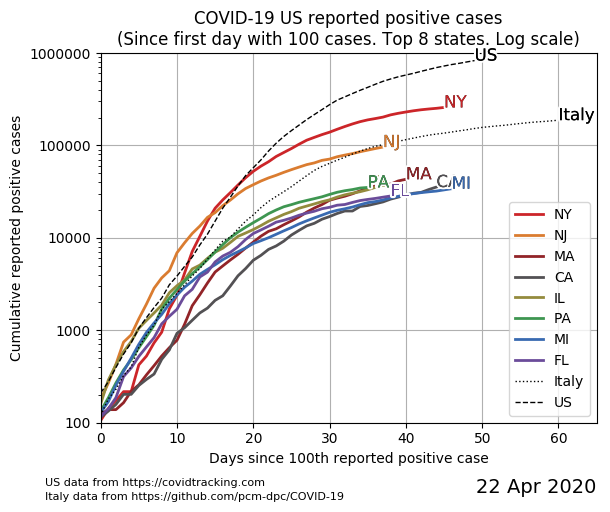 COVID-19 US reported positive cases
(Since first day with 100 cases. Top 8 states. Log scale)
Cumulative reported positive cases
1000000
100000
10000
1000
100
US
NY
Italy
NJ
MA
PA
FL
CA
MI
NY
NJ
MA
CA
IL
PA
MI
FL
Italy
US
0 10 20 30 40 50 60
Days since 100th reported positive case
US data from https://covidtracking.com
Italy data from https://github.com/pcm-dpc/COVID-19
22 Apr 2020